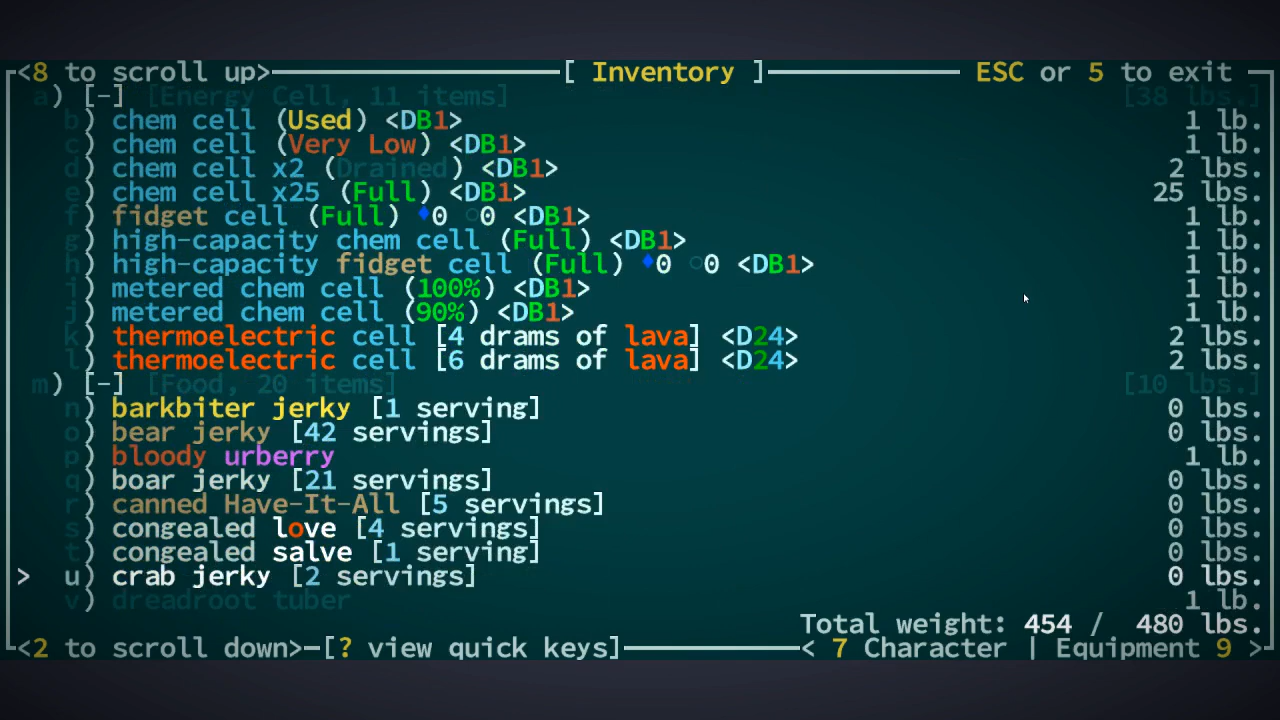 <8 to scroll up> [ Inventory ] ESC or 5 to exit
a) [-] [Energy Cell, 11 items] [38 lbs.]
b) chem cell (Used) <DB1> 1 lb.
c) chem cell (Very Low) <DB1> 1 lb.
d) chem cell x2 (Drained) <DB1> 2 lbs.
e) chem cell x25 (Full) <DB1> 25 lbs.
f) fidget cell (Full) ♦0 ○0 <DB1> 1 lb.
g) high-capacity chem cell (Full) <DB1> 1 lb.
h) high-capacity fidget cell (Full) ♦0 ○0 <DB1> 1 lb.
i) metered chem cell (100%) <DB1> 1 lb.
j) metered chem cell (90%) <DB1> 1 lb.
k) thermoelectric cell [4 drams of lava] <D24> 2 lbs.
l) thermoelectric cell [6 drams of lava] <D24> 2 lbs.
m) [-] [Food, 20 items] [10 lbs.]
n) barkbiter jerky [1 serving] 0 lbs.
o) bear jerky [42 servings] 0 lbs.
p) bloody urberry 1 lb.
q) boar jerky [21 servings] 0 lbs.
r) canned Have-It-All [5 servings] 0 lbs.
s) congealed love [4 servings] 0 lbs.
t) congealed salve [1 serving] 0 lbs.
> u) crab jerky [2 servings] 0 lbs.
v) dreadroot tuber 1 lb.
Total weight: 454 / 480 lbs.
<2 to scroll down> [? view quick keys] < 7 Character | Equipment 9 >